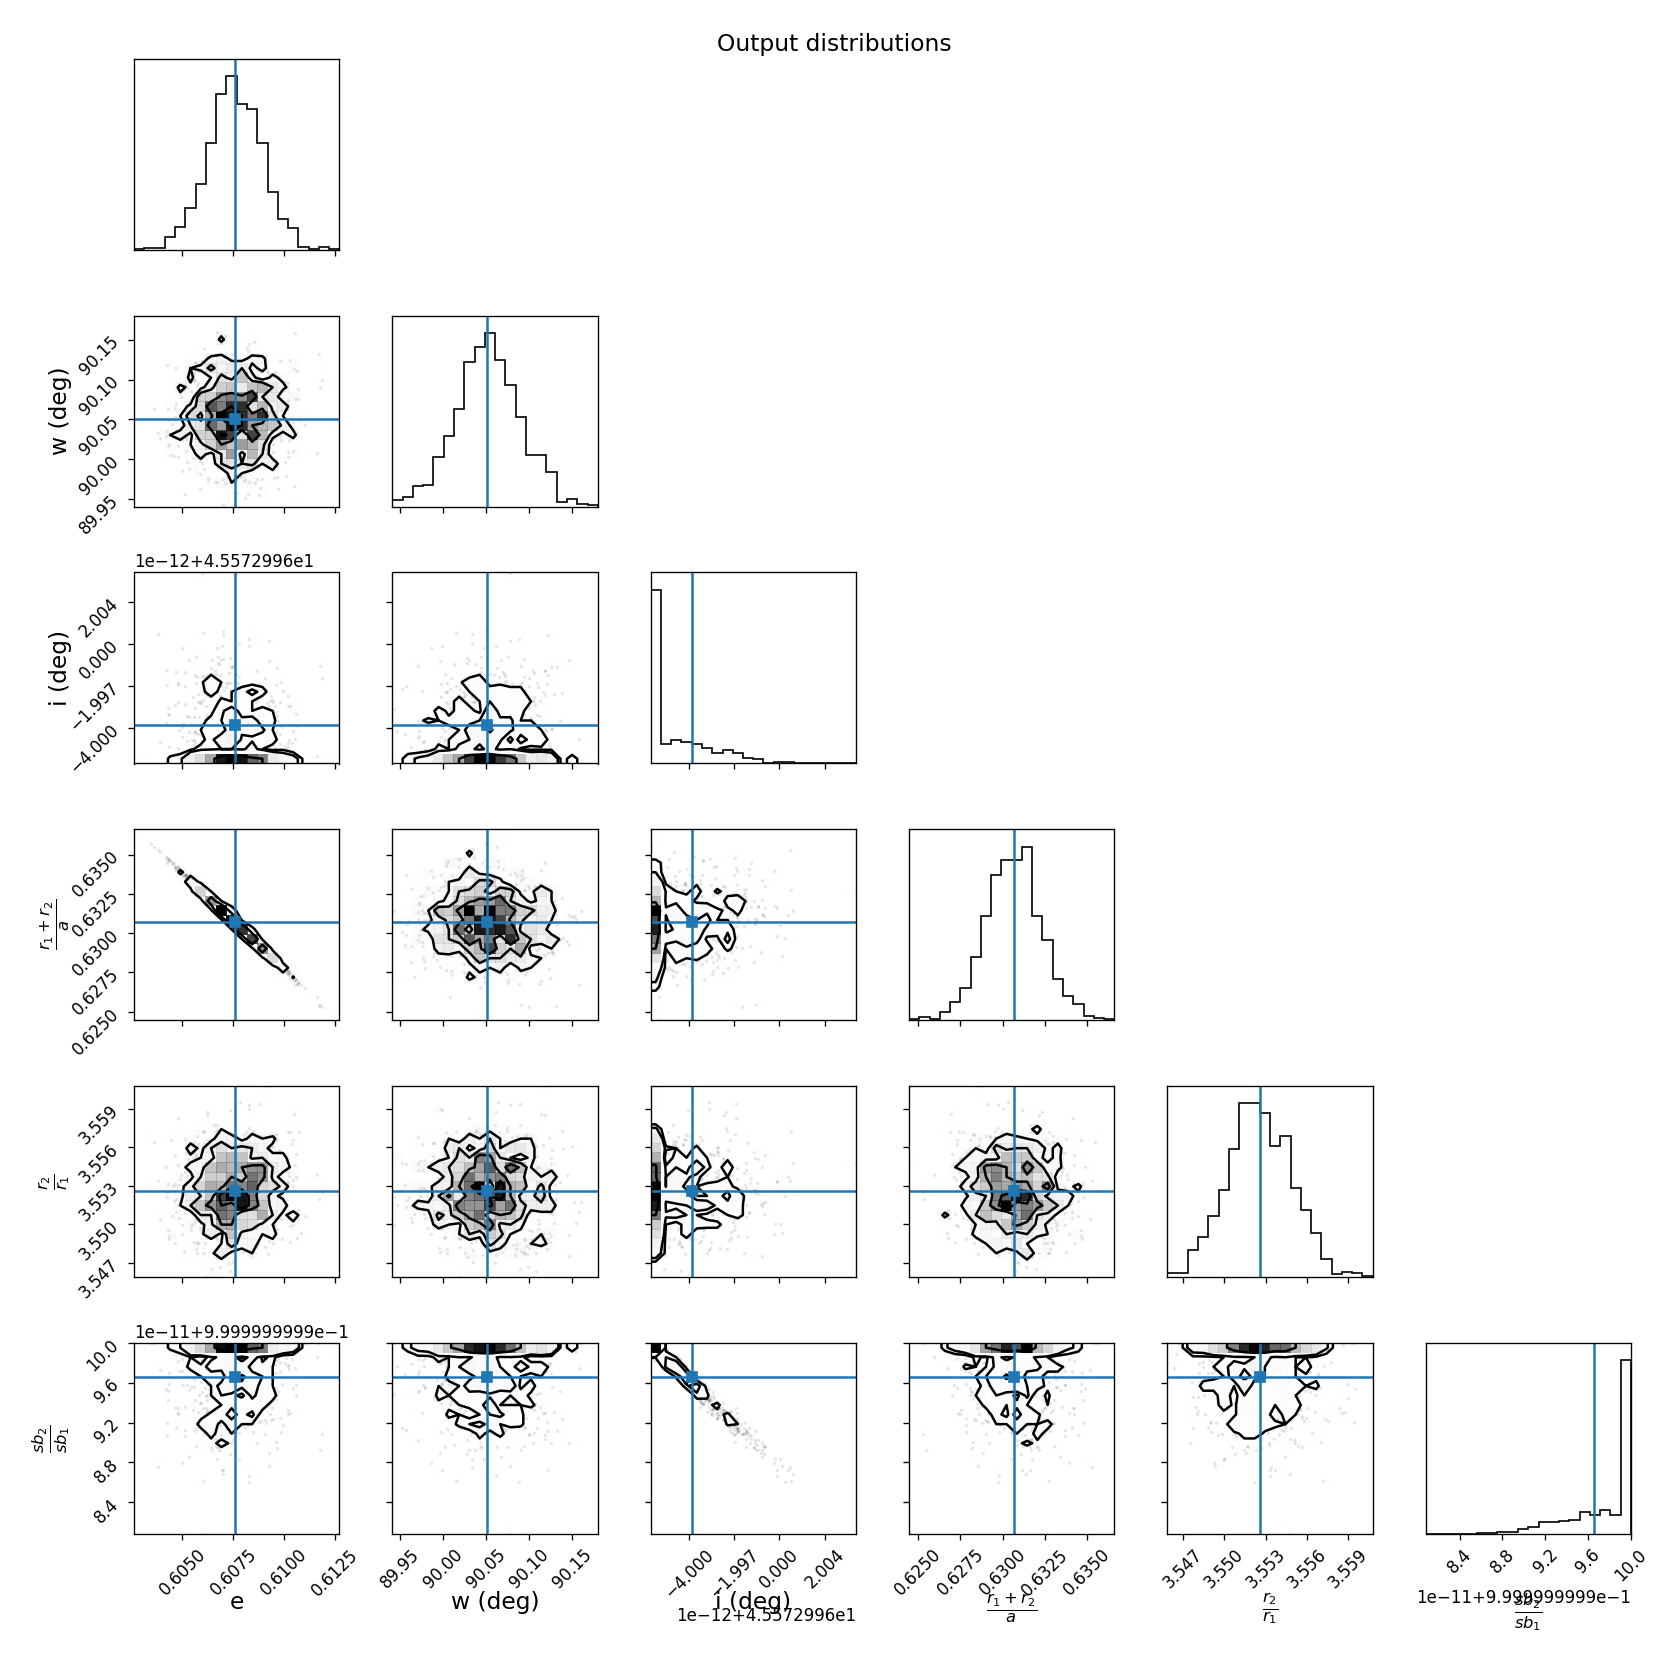 Output distributions
w (deg)
90.15
90.10
90.05
90.00
89.95
1e−12+4.5572996e1
i (deg)
2.004
0.000
−1.997
−4.000
r₁ + r₂
a
0.6350
0.6325
0.6300
0.6275
0.6250
r₂
r₁
3.559
3.556
3.553
3.550
3.547
1e−11+9.999999999e−1
sb₂
sb₁
10.0
9.6
9.2
8.8
8.4
0.6050 0.6075 0.6100 0.6125
e
89.95 90.00 90.05 90.10 90.15
w (deg)
−4.000 −1.997 0.000 2.004
i (deg)
1e−12+4.5572996e1
0.6250 0.6275 0.6300 0.6325 0.6350
r₁ + r₂
a
3.547 3.550 3.553 3.556 3.559
r₂
r₁
8.4 8.8 9.2 9.6 10.0
1e−11+9.999999999e−1
sb₂
sb₁